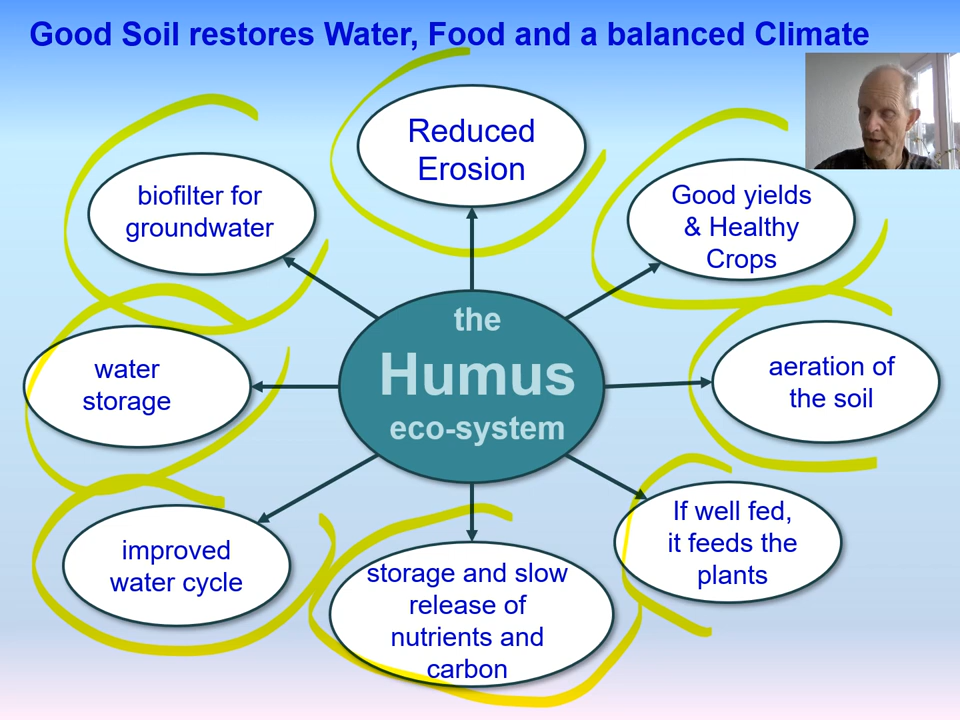 Good Soil restores Water, Food and a balanced Climate
Reduced
Erosion
biofilter for
groundwater
Good yields
& Healthy
Crops
the
Humus
eco-system
water
storage
aeration of
the soil
improved
water cycle
storage and slow
release of
nutrients and
carbon
If well fed,
it feeds the
plants